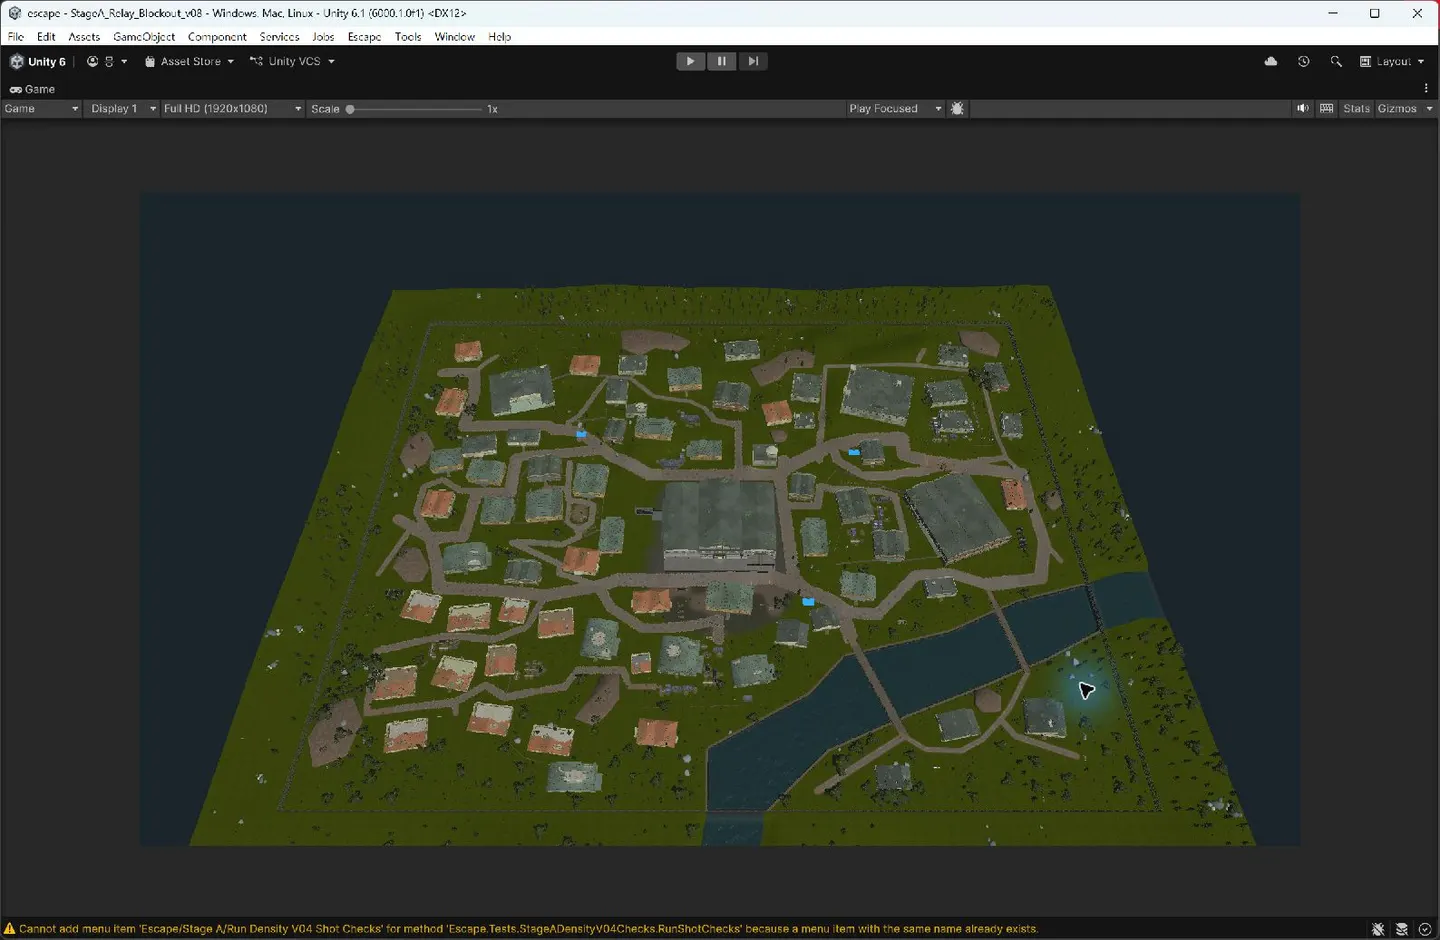 escape - StageA_Relay_Blockout_v08 - Windows, Mac, Linux - Unity 6.1 (6000.1.0f1) <DX12>
File Edit Assets GameObject Component Services Jobs Escape Tools Window Help
Unity 6 Asset Store Unity VCS Layout
Game
Game Display 1 Full HD (1920x1080) Scale 1x Play Focused Stats Gizmos
Cannot add menu item 'Escape/Stage A/Run Density V04 Shot Checks' for method 'Escape.Tests.StageADensityV04Checks.RunShotChecks' because a menu item with the same name already exists.